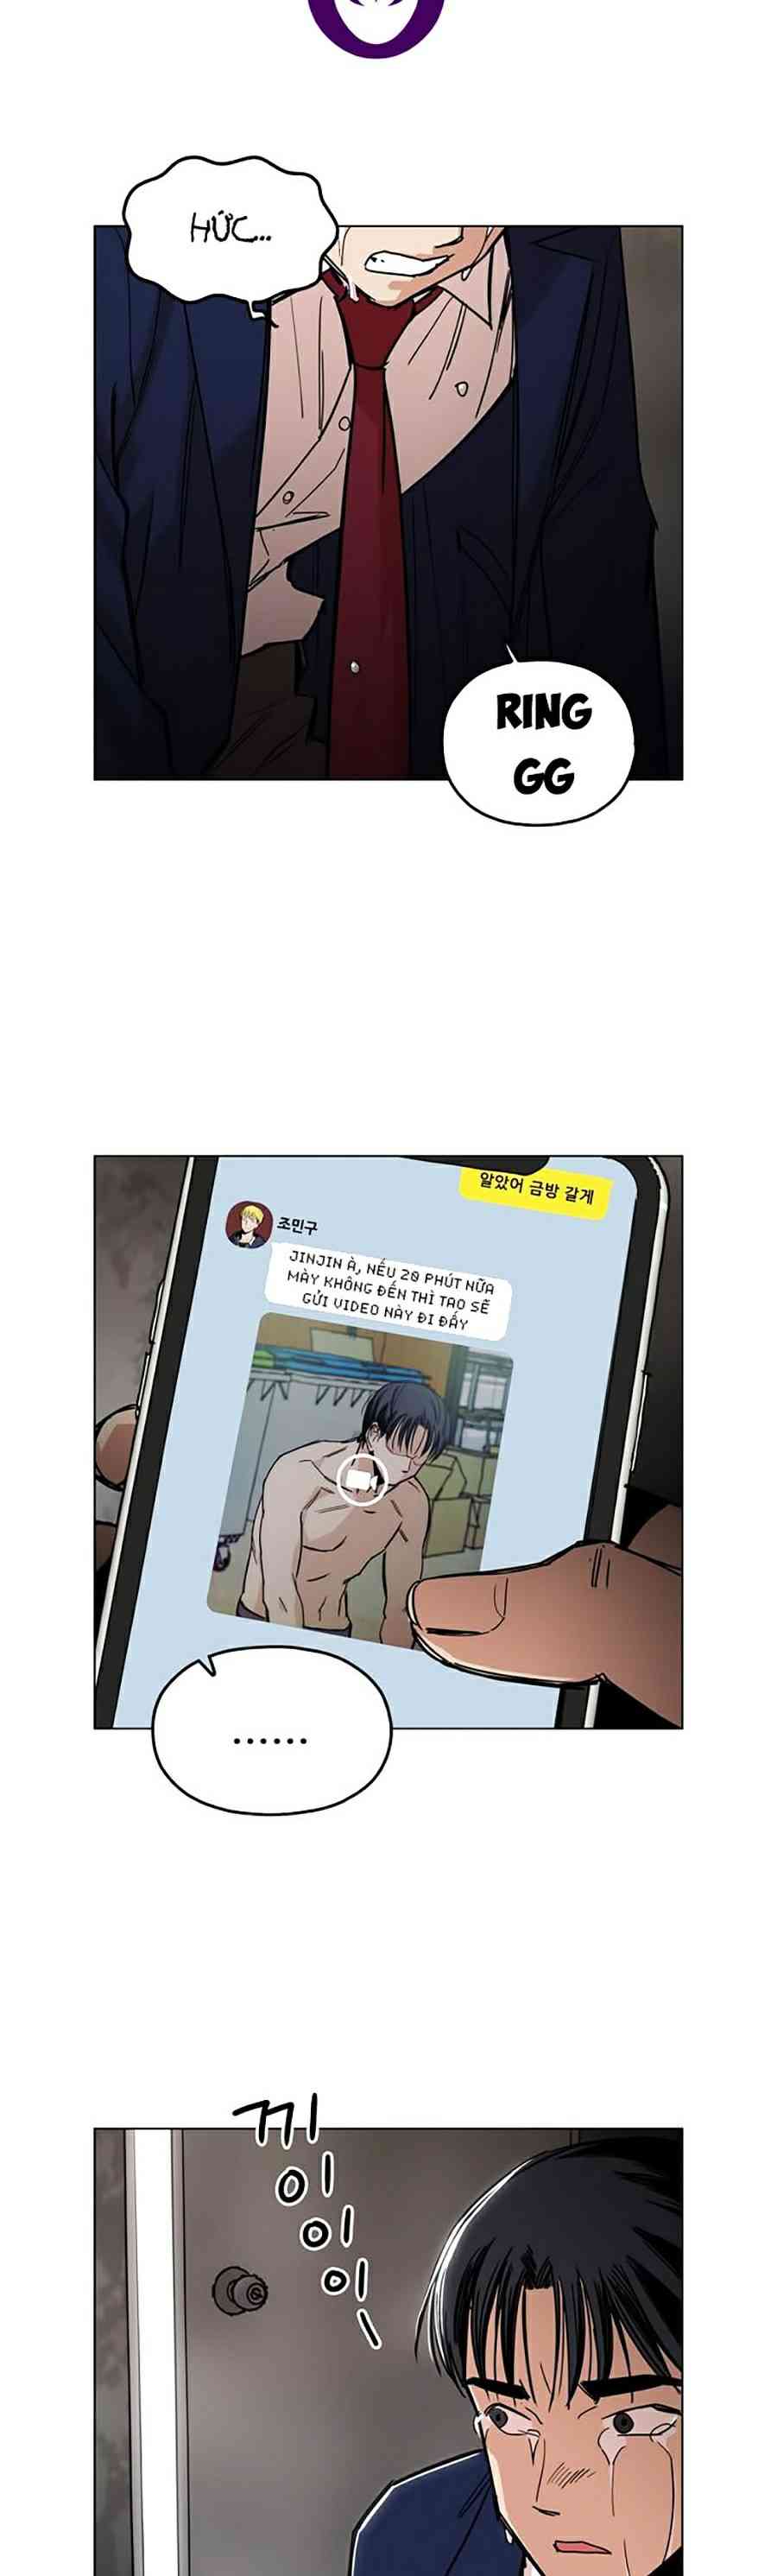 HỨC...
RING
GG
알았어 금방 갈게
조민구
JINJIN À, NẾU 20 PHÚT NỮA
MÀY KHÔNG ĐẾN THÌ TAO SẼ
GỬI VIDEO NÀY ĐI ĐẤY
......
끼
이
이
이